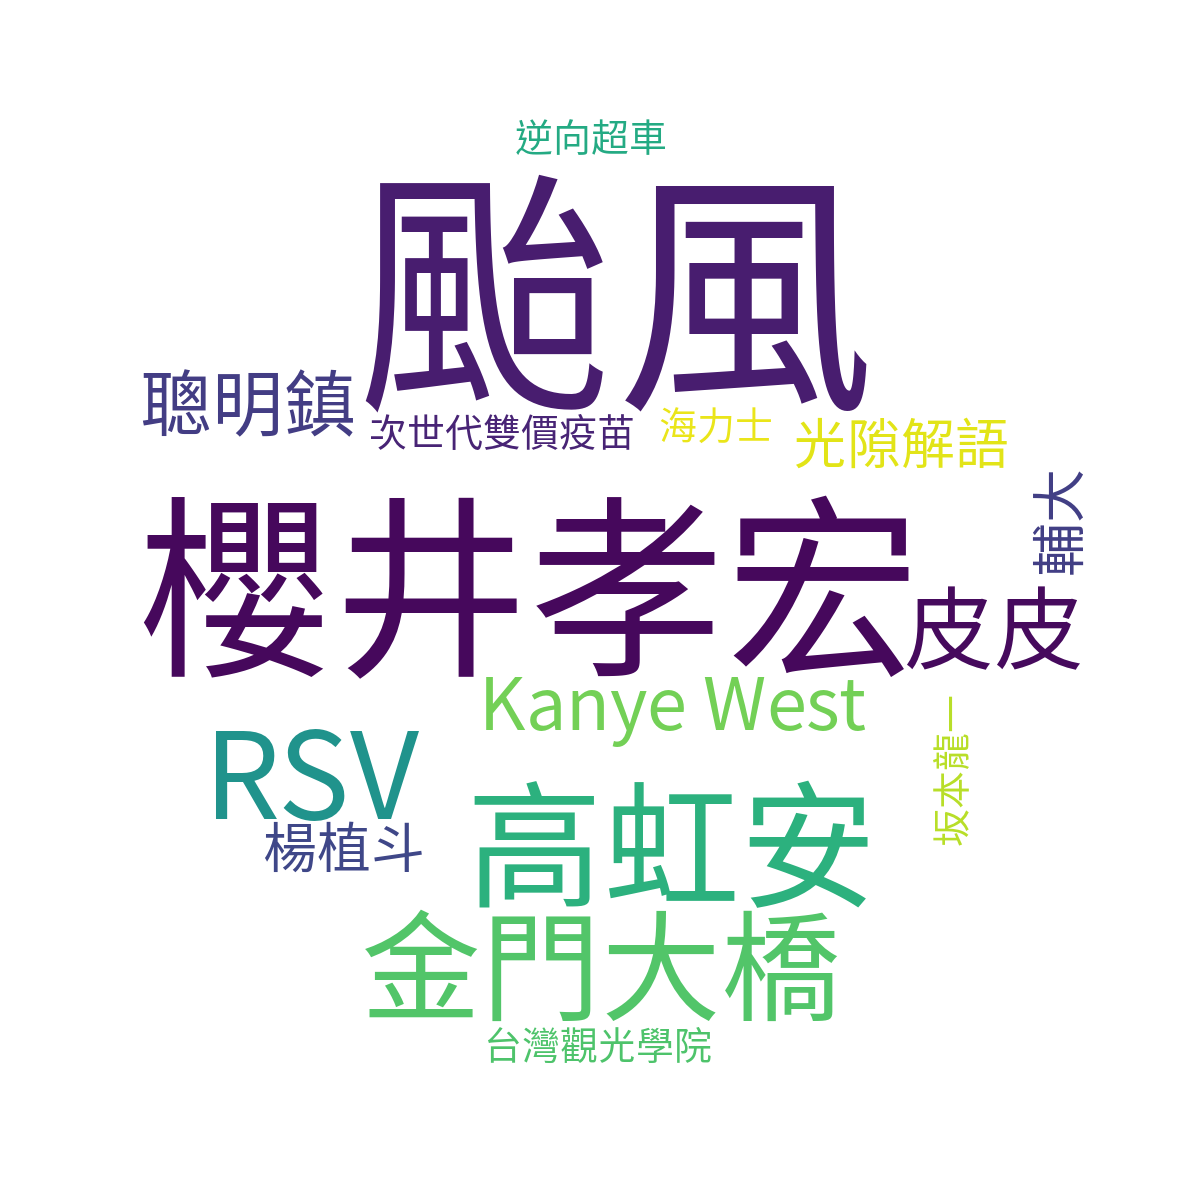 逆向超車
颱風
聰明鎮
次世代雙價疫苗
海力士
光隙解語
輔大
櫻井孝宏
皮皮
Kanye West
RSV
坂本龍一
高虹安
楊植斗
金門大橋
台灣觀光學院